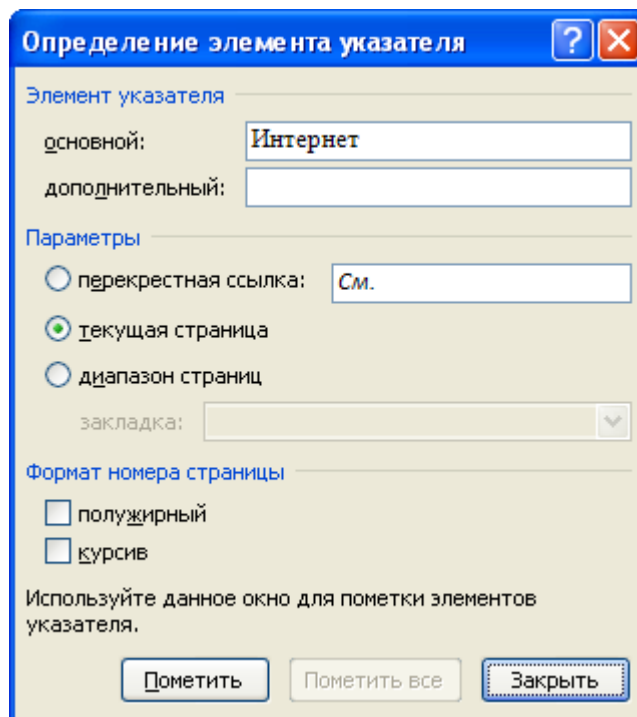 Определение элемента указателя
Элемент указателя
основной: Интернет
дополнительный:
Параметры
перекрестная ссылка: См.
текущая страница
диапазон страниц
закладка:
Формат номера страницы
полужирный
курсив
Используйте данное окно для пометки элементов
указателя.
Пометить Пометить все Закрыть